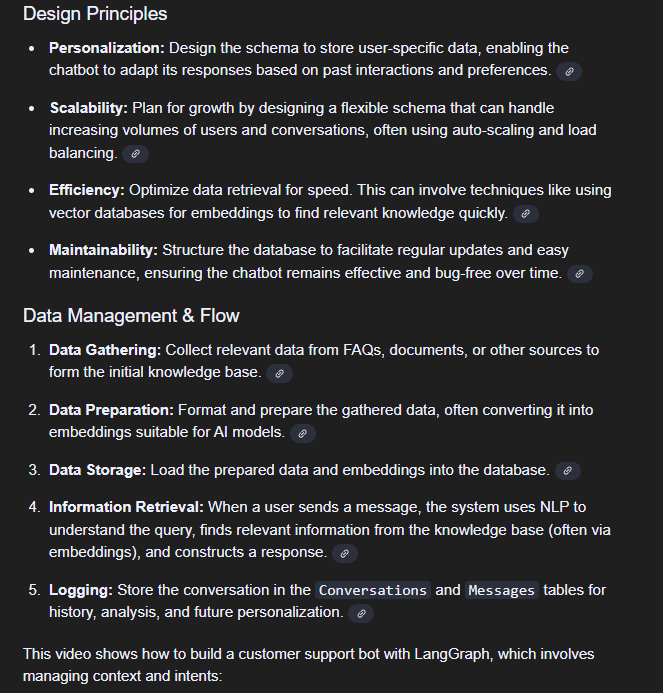 Design Principles
• Personalization: Design the schema to store user-specific data, enabling the
chatbot to adapt its responses based on past interactions and preferences.
• Scalability: Plan for growth by designing a flexible schema that can handle
increasing volumes of users and conversations, often using auto-scaling and load
balancing.
• Efficiency: Optimize data retrieval for speed. This can involve techniques like using
vector databases for embeddings to find relevant knowledge quickly.
• Maintainability: Structure the database to facilitate regular updates and easy
maintenance, ensuring the chatbot remains effective and bug-free over time.
Data Management & Flow
1. Data Gathering: Collect relevant data from FAQs, documents, or other sources to
form the initial knowledge base.
2. Data Preparation: Format and prepare the gathered data, often converting it into
embeddings suitable for AI models.
3. Data Storage: Load the prepared data and embeddings into the database.
4. Information Retrieval: When a user sends a message, the system uses NLP to
understand the query, finds relevant information from the knowledge base (often via
embeddings), and constructs a response.
5. Logging: Store the conversation in the Conversations and Messages tables for
history, analysis, and future personalization.
This video shows how to build a customer support bot with LangGraph, which involves
managing context and intents: